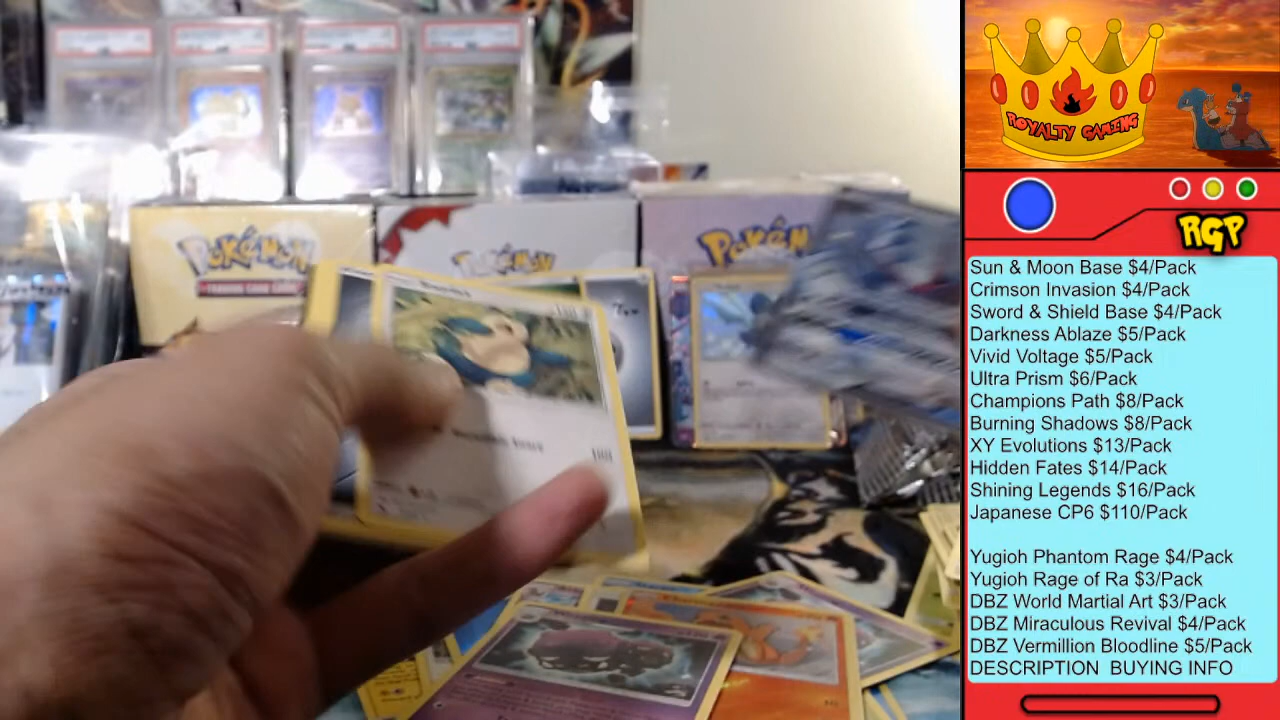 POKéMON
TRADING CARD GAME
POKéMON
POKéM
ROYALTY GAMING
RGP
Sun & Moon Base $4/Pack
Crimson Invasion $4/Pack
Sword & Shield Base $4/Pack
Darkness Ablaze $5/Pack
Vivid Voltage $5/Pack
Ultra Prism $6/Pack
Champions Path $8/Pack
Burning Shadows $8/Pack
XY Evolutions $13/Pack
Hidden Fates $14/Pack
Shining Legends $16/Pack
Japanese CP6 $110/Pack
Yugioh Phantom Rage $4/Pack
Yugioh Rage of Ra $3/Pack
DBZ World Martial Art $3/Pack
DBZ Miraculous Revival $4/Pack
DBZ Vermillion Bloodline $5/Pack
DESCRIPTION BUYING INFO